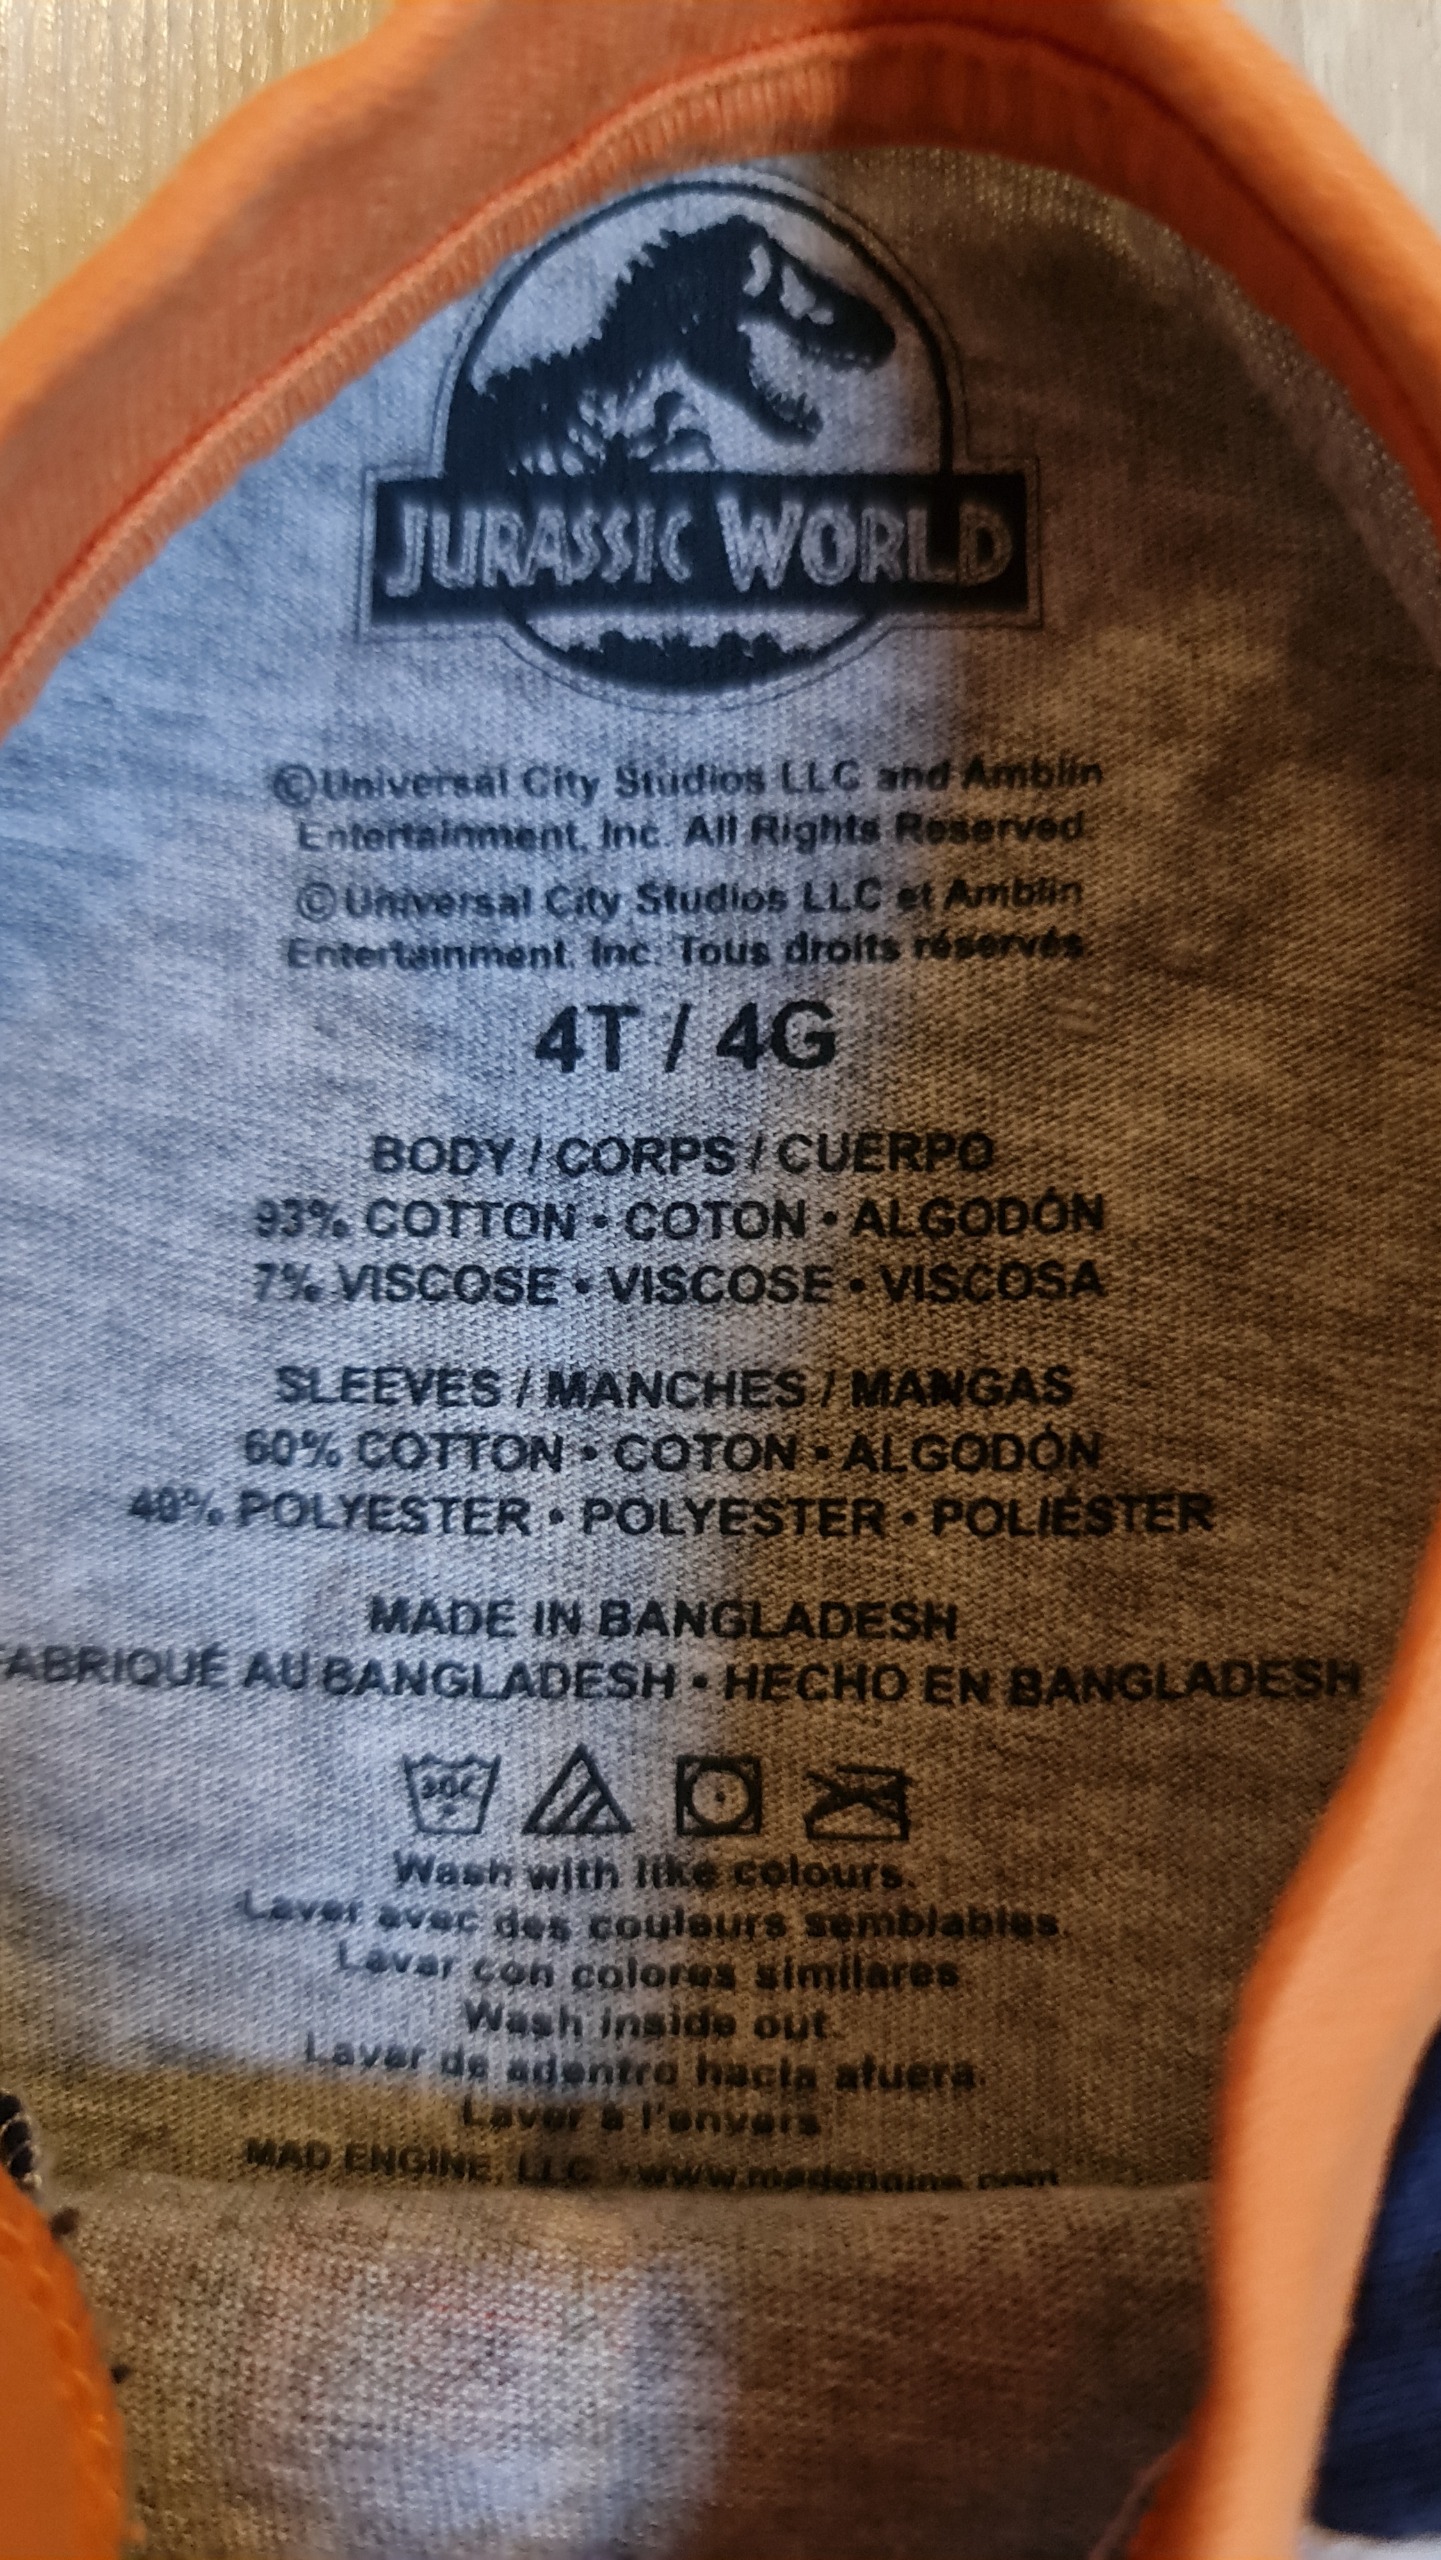 JURASSIC WORLD
©Universal City Studios LLC and Amblin
Entertainment, Inc. All Rights Reserved.
©Universal City Studios LLC et Amblin
Entertainment, Inc. Tous droits réservés.
4T / 4G
BODY / CORPS / CUERPO
93% COTTON • COTON • ALGODÓN
7% VISCOSE • VISCOSE • VISCOSA
SLEEVES / MANCHES / MANGAS
60% COTTON • COTON • ALGODÓN
40% POLYESTER • POLYESTER • POLIÉSTER
MADE IN BANGLADESH
FABRIQUÉ AU BANGLADESH • HECHO EN BANGLADESH
30C
Wash with like colours.
Laver avec des couleurs semblables.
Lavar con colores similares.
Wash inside out.
Lavar de adentro hacia afuera.
Laver à l'envers.
MAD ENGINE, LLC • www.madengine.com